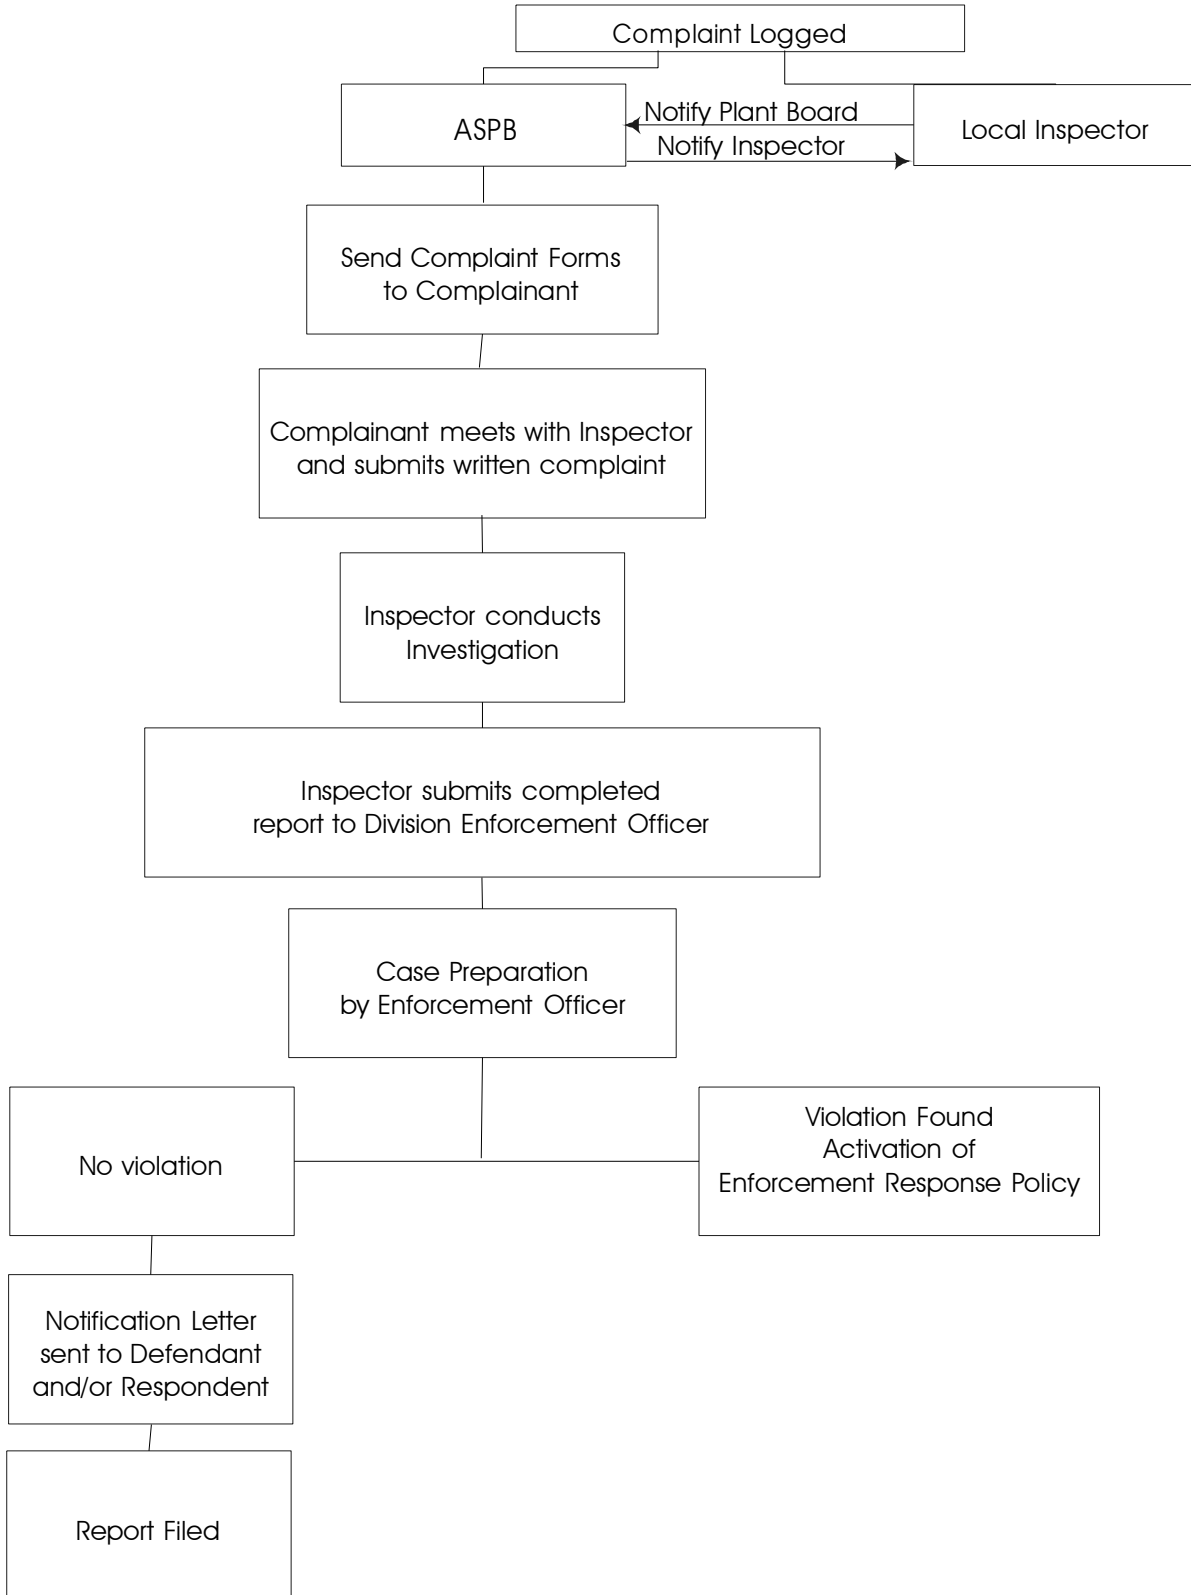 Complaint Logged
ASPB
Notify Plant Board
Notify Inspector
Local Inspector
Send Complaint Forms
to Complainant
Complainant meets with Inspector
and submits written complaint
Inspector conducts
Investigation
Inspector submits completed
report to Division Enforcement Officer
Case Preparation
by Enforcement Officer
No violation
Violation Found
Activation of
Enforcement Response Policy
Notification Letter
sent to Defendant
and/or Respondent
Report Filed